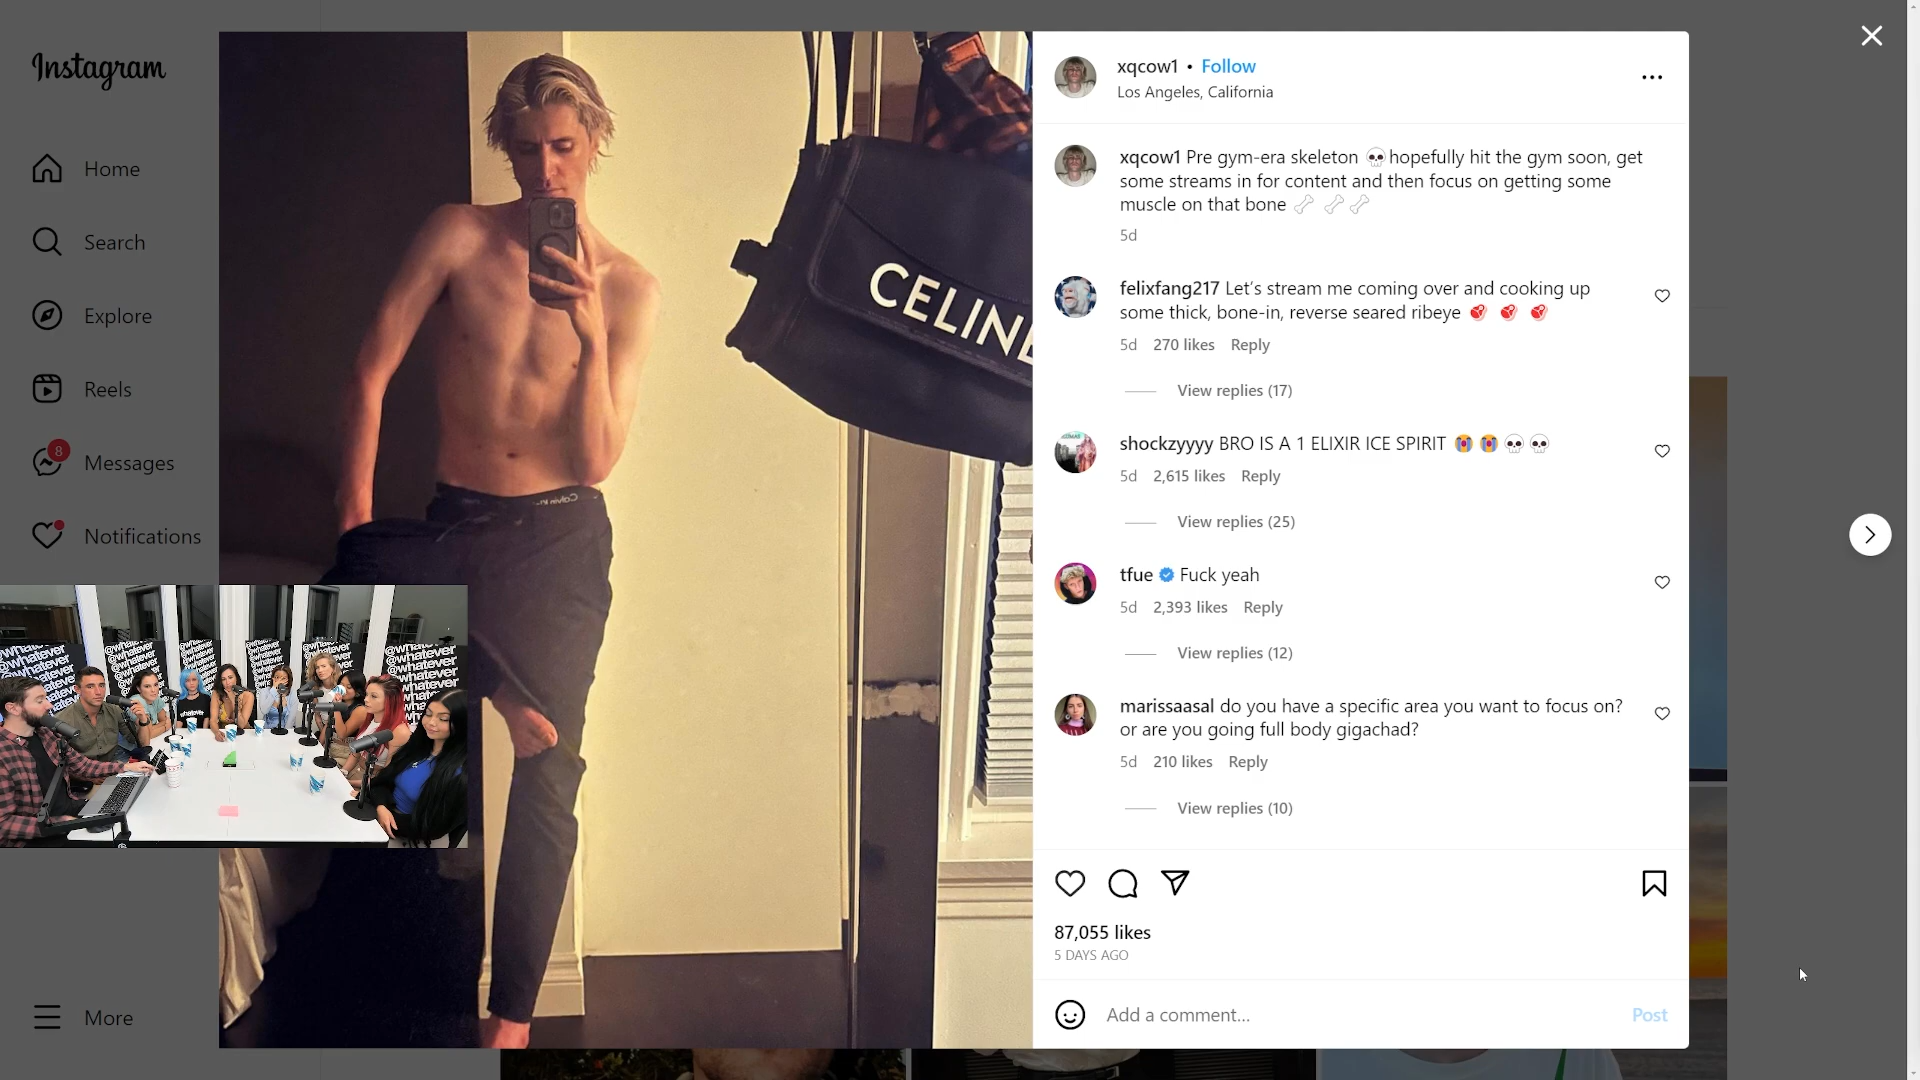 Instagram
Home
Search
Explore
Reels
8
Messages
Notifications
More
CELINE
Calvin Kl
@whatever
whatever
xqcow1 • Follow
Los Angeles, California
xqcow1 Pre gym-era skeleton 💀hopefully hit the gym soon, get
some streams in for content and then focus on getting some
muscle on that bone 🦴 🦴🦴
5d
felixfang217 Let’s stream me coming over and cooking up
some thick, bone-in, reverse seared ribeye 🥩 🥩 🥩
5d 270 likes Reply
View replies (17)
shockzyyyy BRO IS A 1 ELIXIR ICE SPIRIT 😭😭💀💀
5d 2,615 likes Reply
View replies (25)
tfue Fuck yeah
5d 2,393 likes Reply
View replies (12)
marissaasal do you have a specific area you want to focus on?
or are you going full body gigachad?
5d 210 likes Reply
View replies (10)
87,055 likes
5 DAYS AGO
Add a comment...
Post